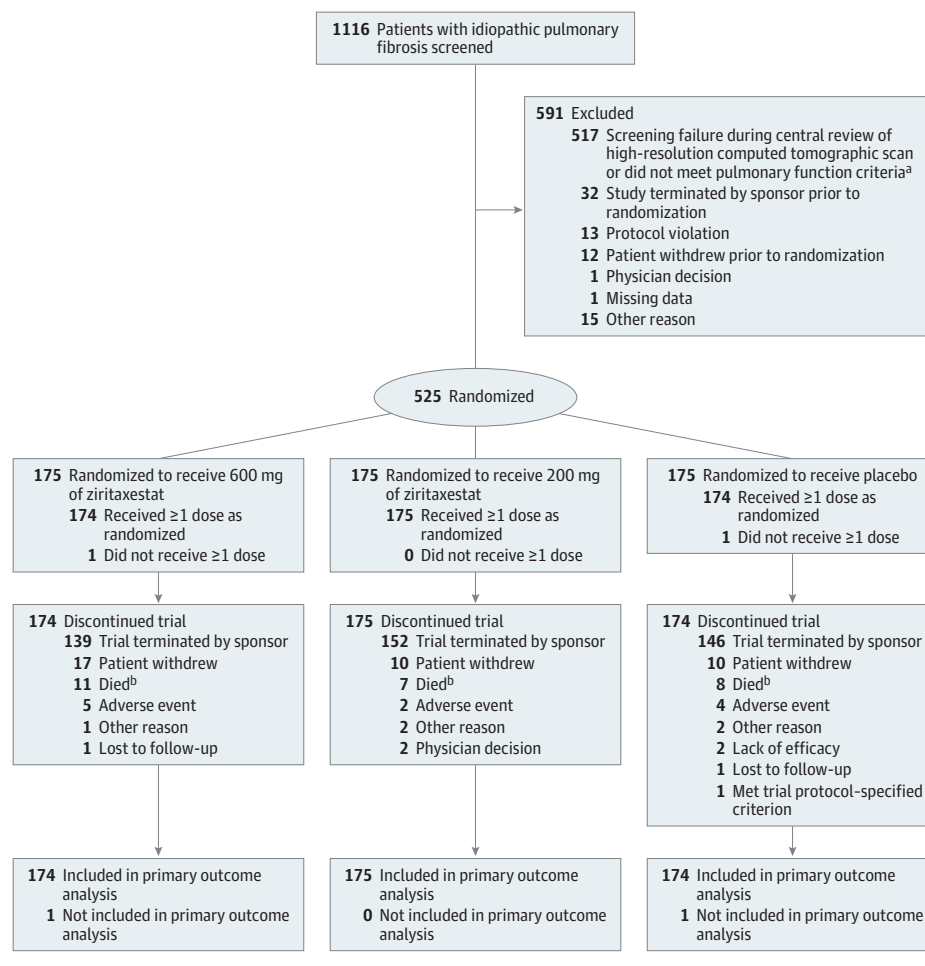 1116 Patients with idiopathic pulmonary
fibrosis screened
591 Excluded
517 Screening failure during central review of
high-resolution computed tomographic scan
or did not meet pulmonary function criteriaᵃ
32 Study terminated by sponsor prior to
randomization
13 Protocol violation
12 Patient withdrew prior to randomization
1 Physician decision
1 Missing data
15 Other reason
525 Randomized
175 Randomized to receive 600 mg
of ziritaxestat
174 Received ≥1 dose as
randomized
1 Did not receive ≥1 dose
175 Randomized to receive 200 mg
of ziritaxestat
175 Received ≥1 dose as
randomized
0 Did not receive ≥1 dose
175 Randomized to receive placebo
174 Received ≥1 dose as
randomized
1 Did not receive ≥1 dose
174 Discontinued trial
139 Trial terminated by sponsor
17 Patient withdrew
11 Diedᵇ
5 Adverse event
1 Other reason
1 Lost to follow-up
175 Discontinued trial
152 Trial terminated by sponsor
10 Patient withdrew
7 Diedᵇ
2 Adverse event
2 Other reason
2 Physician decision
174 Discontinued trial
146 Trial terminated by sponsor
10 Patient withdrew
8 Diedᵇ
4 Adverse event
2 Other reason
2 Lack of efficacy
1 Lost to follow-up
1 Met trial protocol-specified
criterion
174 Included in primary outcome
analysis
1 Not included in primary outcome
analysis
175 Included in primary outcome
analysis
0 Not included in primary outcome
analysis
174 Included in primary outcome
analysis
1 Not included in primary outcome
analysis